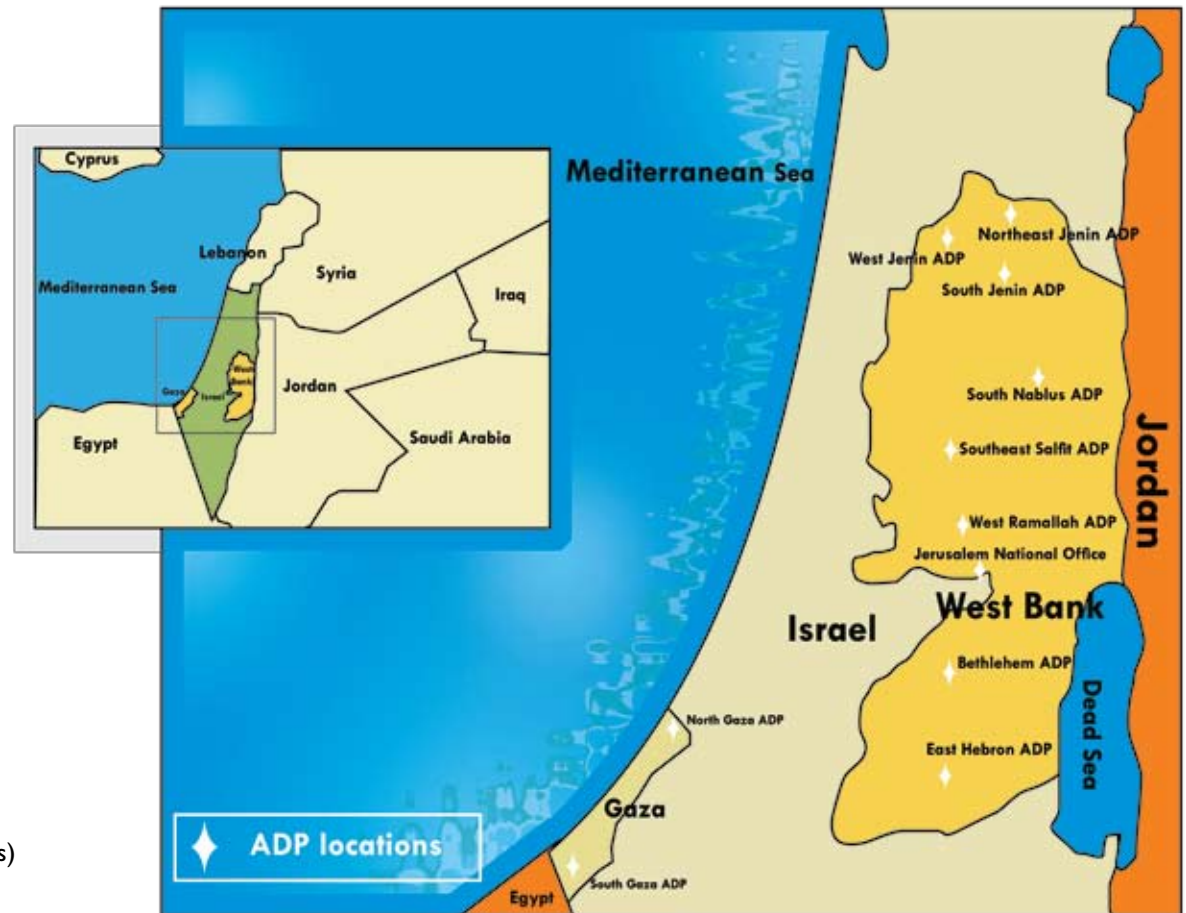 Cyprus
Mediterranean Sea
Lebanon
Syria
Mediterranean Sea
Iraq
West
Bank
Gaza
Israel
Jordan
Egypt
Saudi Arabia
Northeast Jenin ADP
West Jenin ADP
South Jenin ADP
South Nablus ADP
Southeast Salfit ADP
West Ramallah ADP
Jerusalem National Office
Jordan
West Bank
Israel
Bethlehem ADP
Dead Sea
North Gaza ADP
East Hebron ADP
Gaza
ADP locations
s)
South Gaza ADP
Egypt